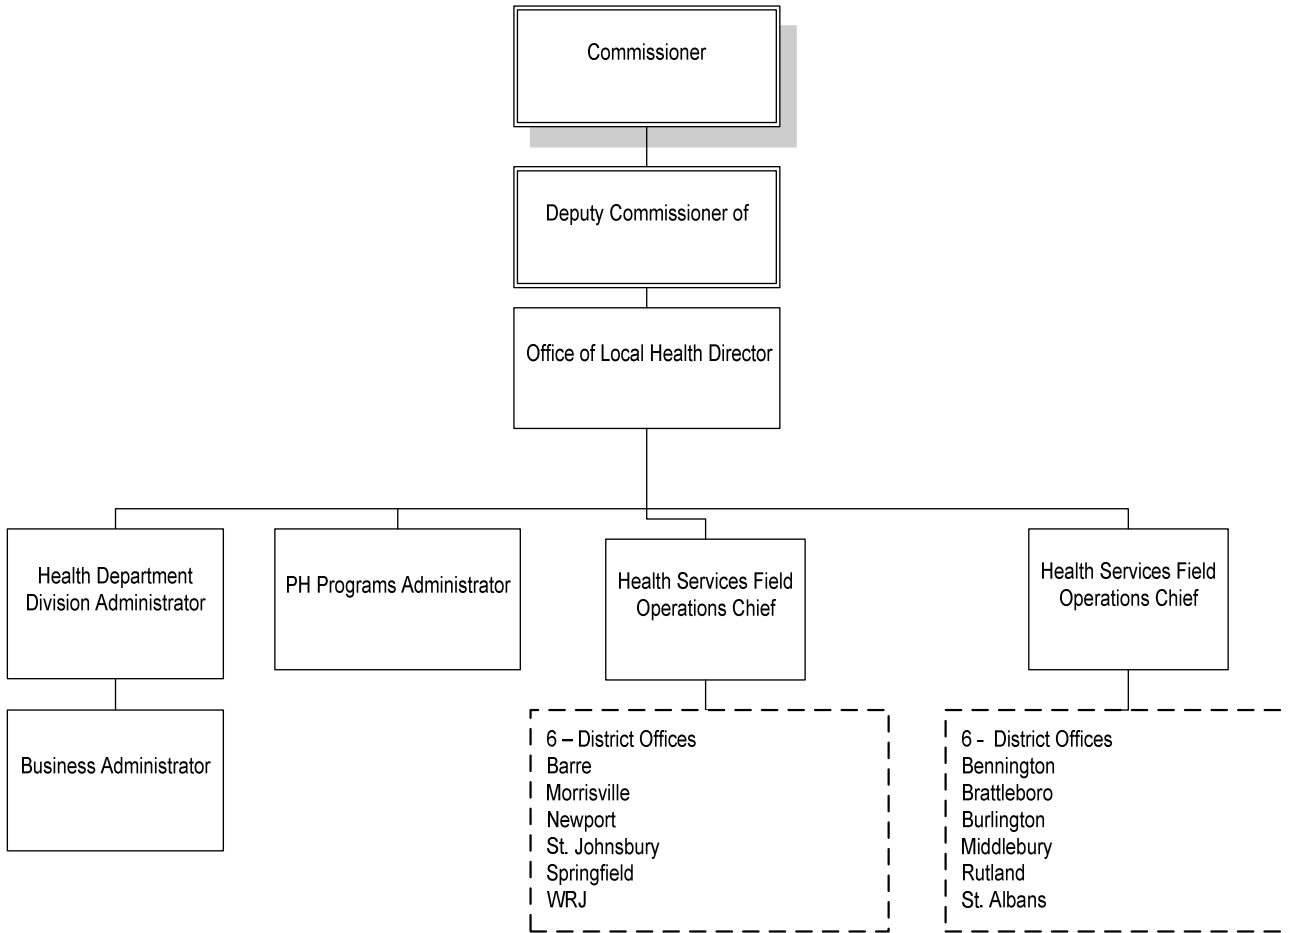 Commissioner
Deputy Commissioner of
Office of Local Health Director
Health Department
Division Administrator
PH Programs Administrator
Health Services Field
Operations Chief
Health Services Field
Operations Chief
Business Administrator
6 – District Offices
Barre
Morrisville
Newport
St. Johnsbury
Springfield
WRJ
6 -  District Offices
Bennington
Brattleboro
Burlington
Middlebury
Rutland
St. Albans